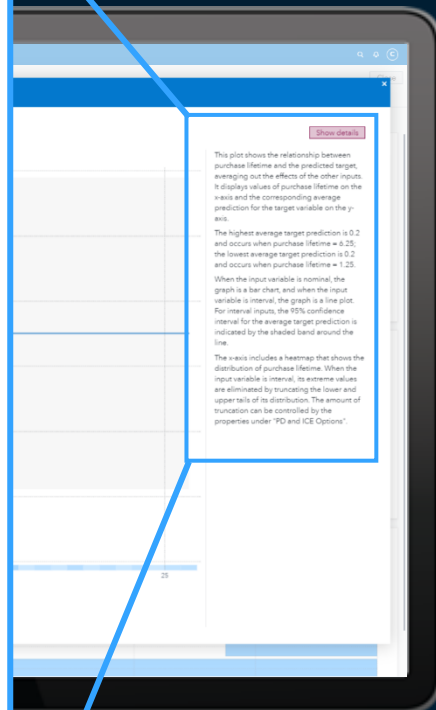 C
×
Show details
This plot shows the relationship between
purchase lifetime and the predicted target,
averaging out the effects of the other inputs.
It displays values of purchase lifetime on the
x-axis and the corresponding average
prediction for the target variable on the y-
axis.
The highest average target prediction is 0.2
and occurs when purchase lifetime = 6.25;
the lowest average target prediction is 0.2
and occurs when purchase lifetime = 1.25.
When the input variable is nominal, the
graph is a bar chart, and when the input
variable is interval, the graph is a line plot.
For interval inputs, the 95% confidence
interval for the average target prediction is
indicated by the shaded band around the
line.
The x-axis includes a heatmap that shows the
distribution of purchase lifetime. When the
input variable is interval, its extreme values
are eliminated by truncating the lower and
upper tails of its distribution. The amount of
truncation can be controlled by the
properties under "PD and ICE Options".
25